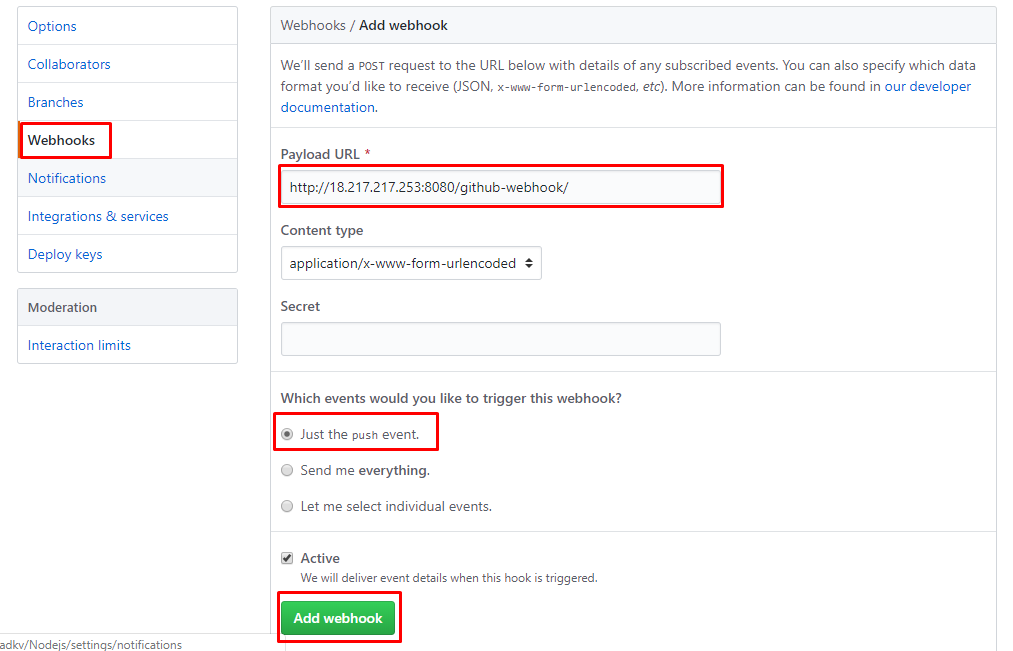 Options
Collaborators
Branches
Webhooks
Notifications
Integrations & services
Deploy keys
Moderation
Interaction limits
Webhooks / Add webhook
We’ll send a POST request to the URL below with details of any subscribed events. You can also specify which data
format you’d like to receive (JSON, x-www-form-urlencoded, etc). More information can be found in our developer
documentation.
Payload URL *
http://18.217.217.253:8080/github-webhook/
Content type
application/x-www-form-urlencoded
Secret
Which events would you like to trigger this webhook?
Just the push event.
Send me everything.
Let me select individual events.
Active
We will deliver event details when this hook is triggered.
Add webhook
adkv/Nodejs/settings/notifications